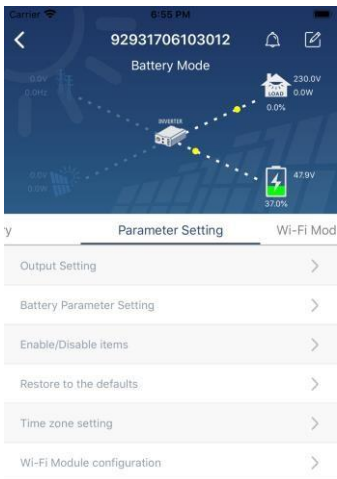 Carrier 6:55 PM
92931706103012
Battery Mode
0.0V
0.0Hz
230.0V
LOAD
0.0W
0.0%
INVERTER
0.0V
0.0W
47.9V
37.0%
ry
Parameter Setting
Wi-Fi Mod
Output Setting
Battery Parameter Setting
Enable/Disable items
Restore to the defaults
Time zone setting
Wi-Fi Module configuration